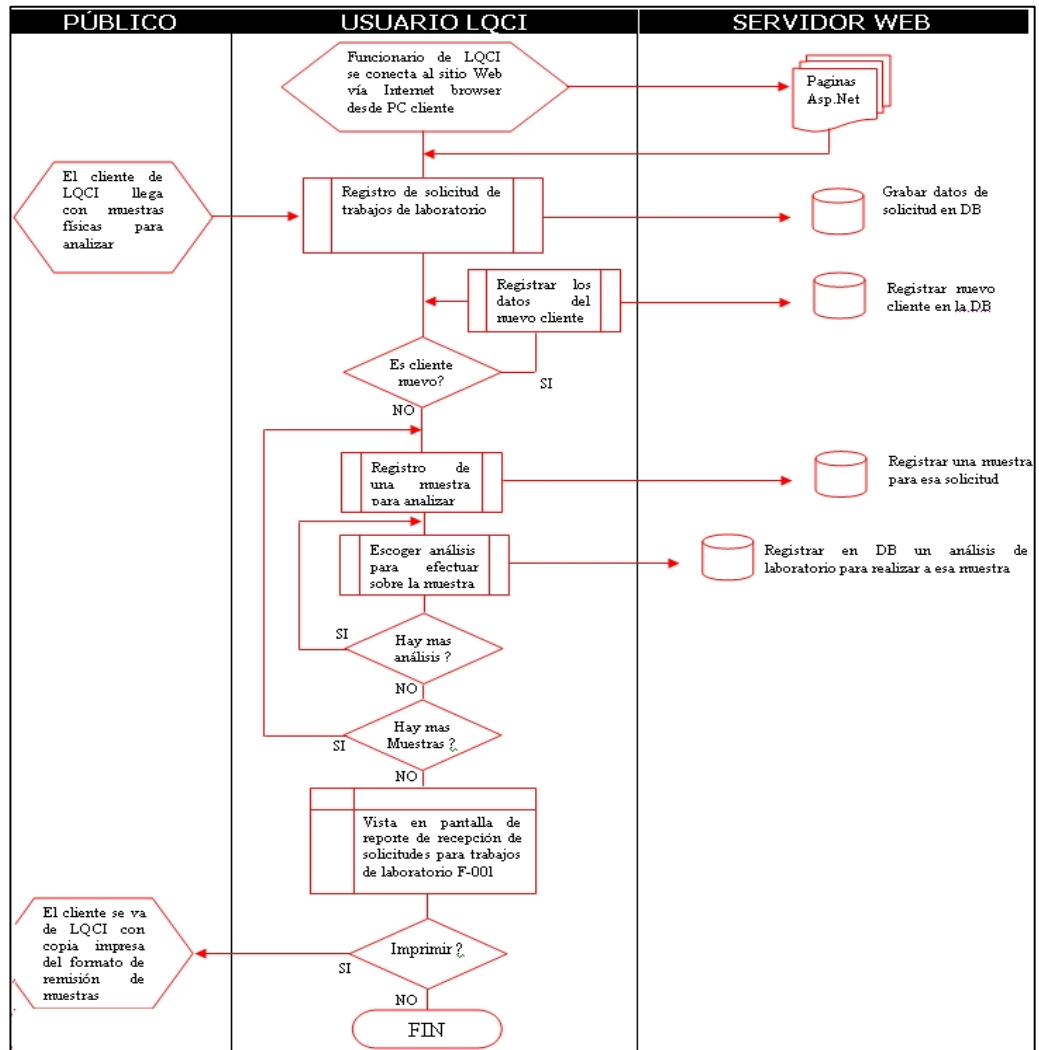 PÚBLICO
USUARIO LQCI
SERVIDOR WEB
Funcionario de LQCI
se conecta al sitio Web
vía Internet browser
desde PC cliente
Paginas
Asp.Net
El cliente de
LQCI llega
con muestras
físicas para
analizar
Registro de solicitud de
trabajos de laboratorio
Grabar datos de
solicitud en DB
Registrar los
datos del
nuevo cliente
Registrar nuevo
cliente en la DB
Es cliente
nuevo?
SI
NO
Registro de
una muestra
para analizar
Registrar una muestra
para esa solicitud
Escoger análisis
para efectuar
sobre la muestra
Registrar en DB un análisis de
laboratorio para realizar a esa muestra
SI
Hay mas
análisis ?
NO
Hay mas
Muestras ?
SI
NO
Vista en pantalla de
reporte de recepción de
solicitudes para trabajos
de laboratorio F-001
El cliente se va
de LQCI con
copia impresa
del formato de
remisión de
muestras
Imprimir ?
SI
NO
FIN